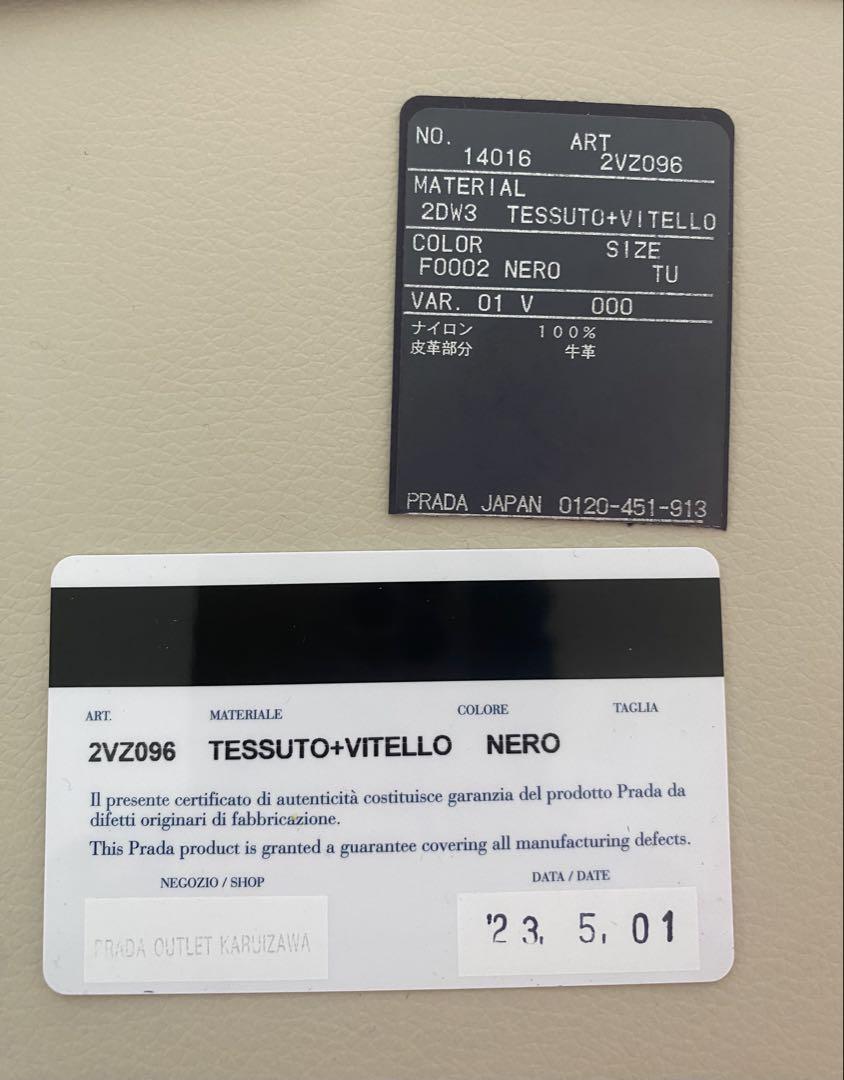 NO. ART
14016 2VZ096
MATERIAL
2DW3 TESSUTO+VITELLO
COLOR SIZE
F0002 NERO TU
VAR. 01 V 000
ナイロン 100%
皮革部分 牛革
PRADA JAPAN 0120-451-913
ART. MATERIALE COLORE TAGLIA
2VZ096 TESSUTO+VITELLO NERO
Il presente certificato di autenticità costituisce garanzia del prodotto Prada da
difetti originari di fabbricazione.
This Prada product is granted a guarantee covering all manufacturing defects.
NEGOZIO / SHOP DATA / DATE
PRADA OUTLET KARUIZAWA '23. 5. 01